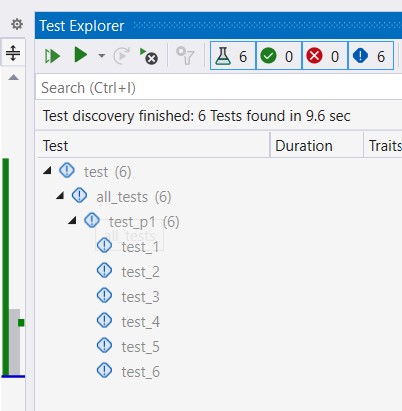 Test Explorer
6 0 0 6
Search (Ctrl+I)
Test discovery finished: 6 Tests found in 9.6 sec
Test Duration Traits
test (6)
all_tests (6)
test_p1 (6)
all_tests
test_1
test_2
test_3
test_4
test_5
test_6